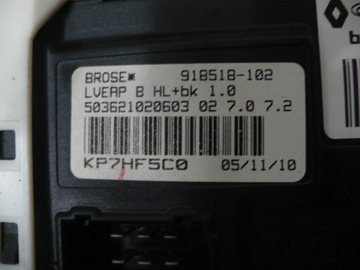 BROSE* 918518-102
LVEAP B HL+bk 1.0
503621020603 02 7.0 7.2
KP7HF5C0 05/11/10